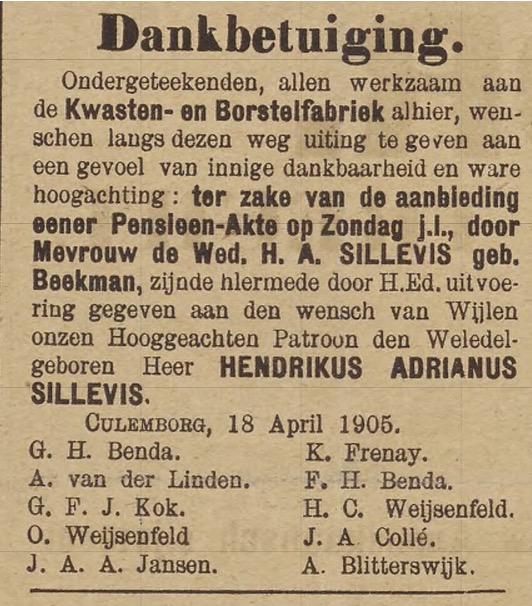 Dankbetuiging.
Ondergeteekenden, allen werkzaam aan
de Kwasten- en Borstelfabriek alhier, wen-
schen langs dezen weg uiting te geven aan
een gevoel van innige dankbaarheid en ware
hoogachting: ter zake van de aanbieding
eener Pensioen-Akte op Zondag j.l., door
Mevrouw de Wed. H. A. SILLEVIS geb.
Beekman, zijnde hiermede door H.Ed. uitvoe-
ring gegeven aan den wensch van Wijlen
onzen Hooggeachten Patroon den Weledel-
geboren Heer HENDRIKUS ADRIANUS
SILLEVIS.
CULEMBORG, 18 April 1905.
G. H. Benda. K. Frenay.
A. van der Linden. F. H. Benda.
G. F. J. Kok. H. C. Weijsenfeld.
O. Weijsenfeld J. A Collé.
J. A. A. Jansen. A. Blitterswijk.